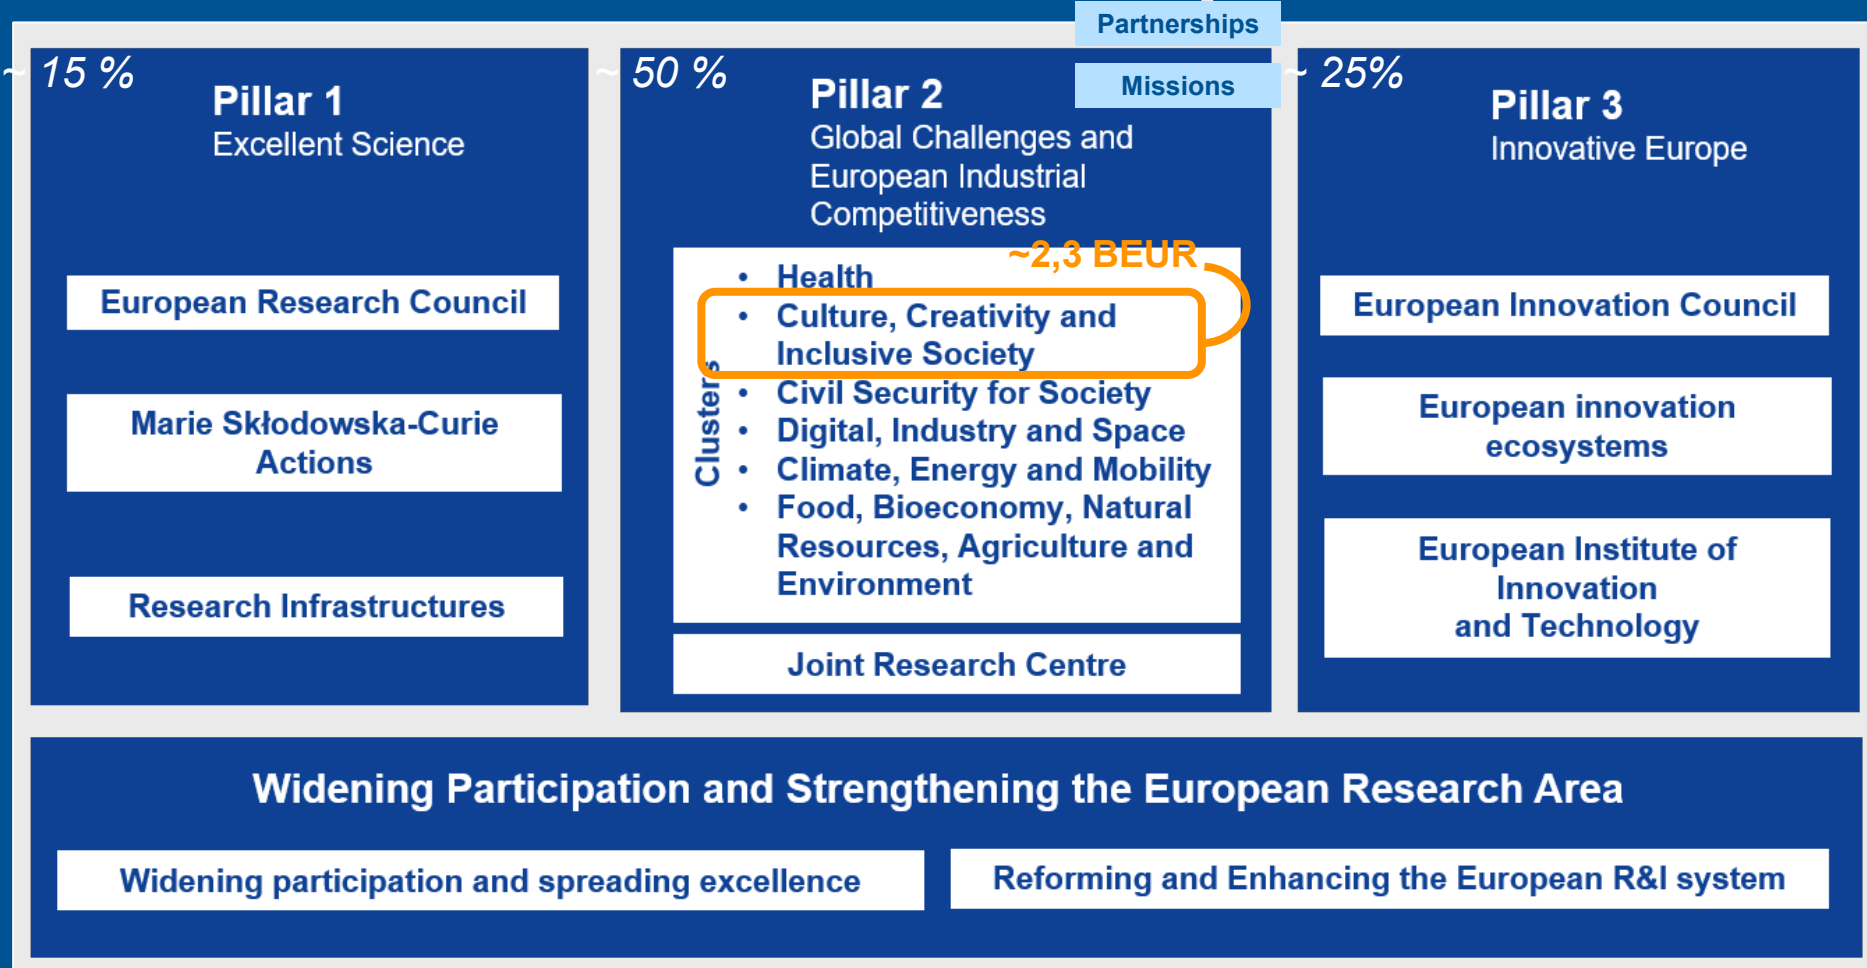 Partnerships
Missions
~ 15 %
Pillar 1
Excellent Science
European Research Council
Marie Skłodowska-Curie
Actions
Research Infrastructures
~ 50 %
Pillar 2
Global Challenges and
European Industrial
Competitiveness
~2,3 BEUR
Clusters
• Health
• Culture, Creativity and
Inclusive Society
• Civil Security for Society
• Digital, Industry and Space
• Climate, Energy and Mobility
• Food, Bioeconomy, Natural
Resources, Agriculture and
Environment
Joint Research Centre
~ 25%
Pillar 3
Innovative Europe
European Innovation Council
European innovation
ecosystems
European Institute of
Innovation
and Technology
Widening Participation and Strengthening the European Research Area
Widening participation and spreading excellence
Reforming and Enhancing the European R&I system